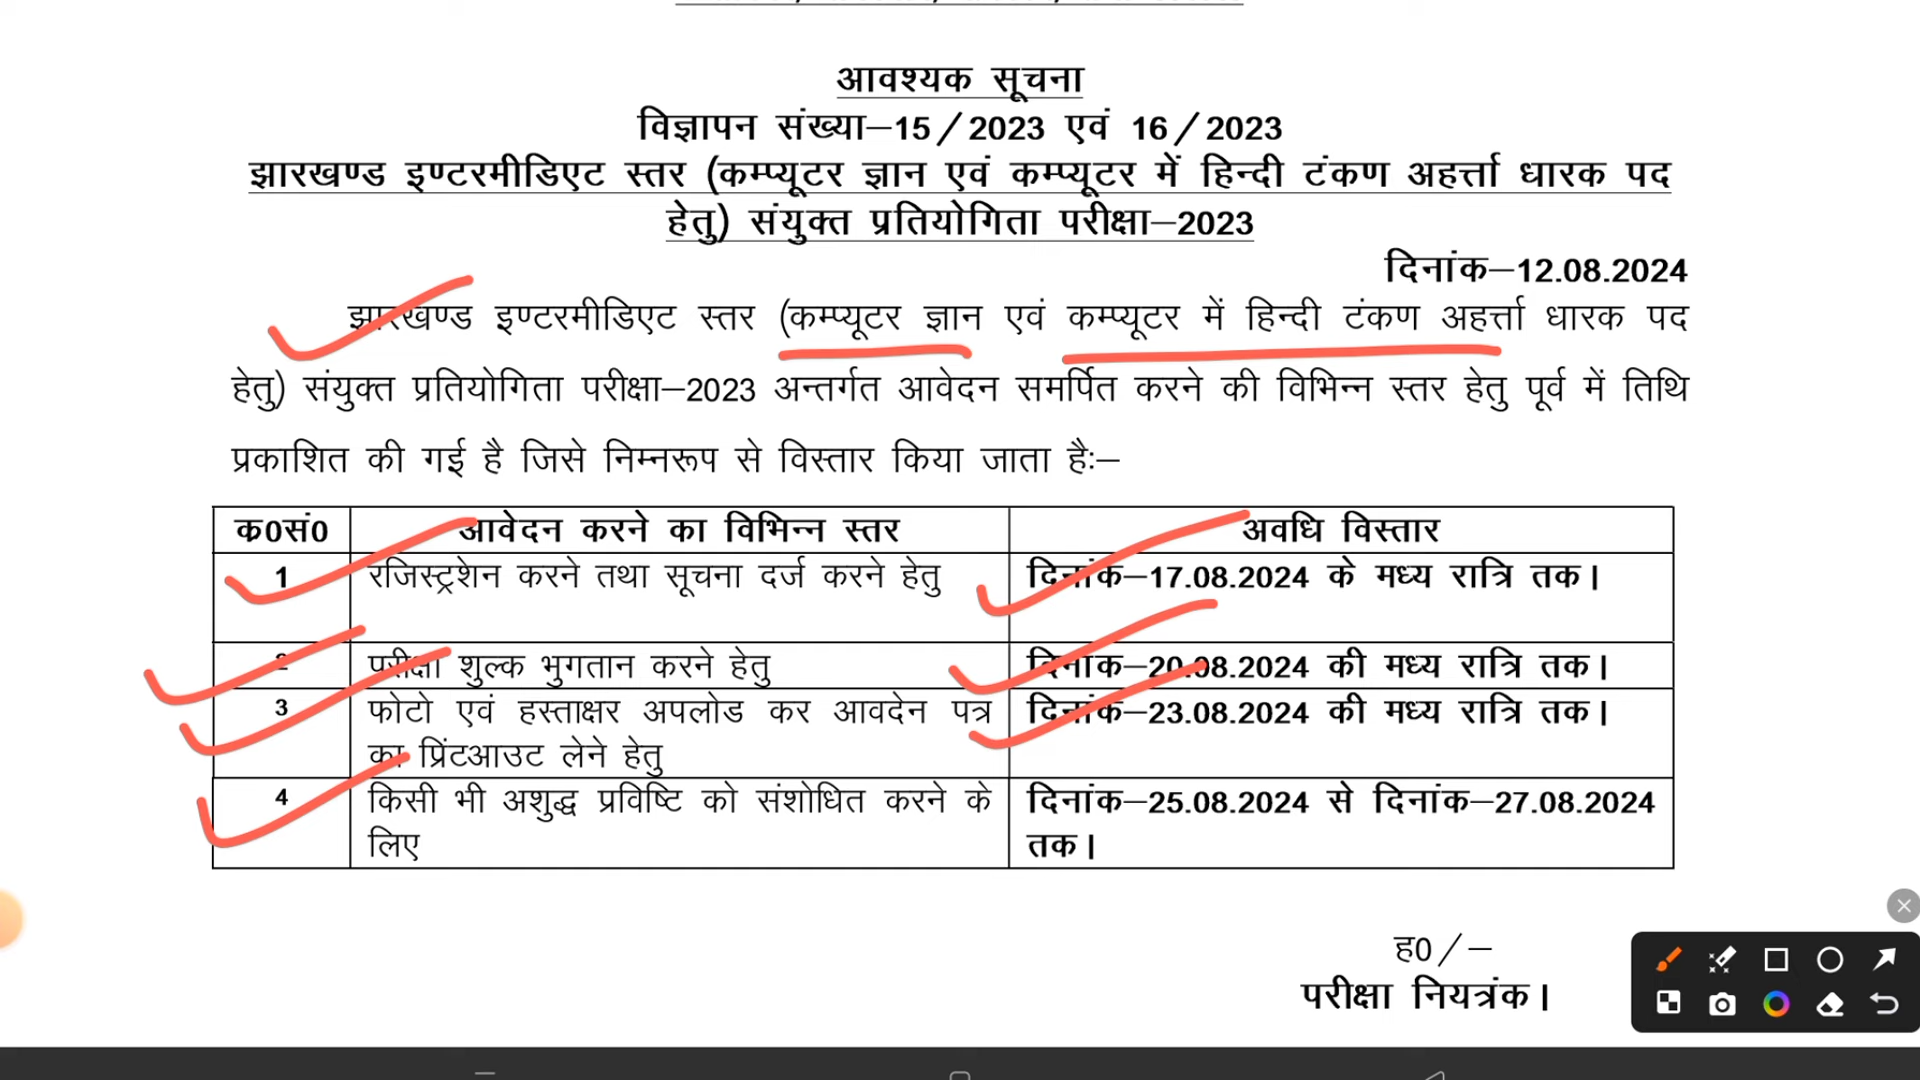 आवश्यक सूचना
विज्ञापन संख्या–15/2023 एवं 16/2023
झारखण्ड इण्टरमीडिएट स्तर (कम्प्यूटर ज्ञान एवं कम्प्यूटर में हिन्दी टंकण अहर्त्ता धारक पद
हेतु) संयुक्त प्रतियोगिता परीक्षा–2023
दिनांक–12.08.2024
झारखण्ड इण्टरमीडिएट स्तर (कम्प्यूटर ज्ञान एवं कम्प्यूटर में हिन्दी टंकण अहर्त्ता धारक पद
हेतु) संयुक्त प्रतियोगिता परीक्षा–2023 अन्तर्गत आवेदन समर्पित करने की विभिन्न स्तर हेतु पूर्व में तिथि
प्रकाशित की गई है जिसे निम्नरूप से विस्तार किया जाता है:–
क0सं0 आवेदन करने का विभिन्न स्तर अवधि विस्तार
1 रजिस्ट्रशेन करने तथा सूचना दर्ज करने हेतु दिनांक–17.08.2024 के मध्य रात्रि तक।
2 परीक्षा शुल्क भुगतान करने हेतु दिनांक–20.08.2024 की मध्य रात्रि तक।
3 फोटो एवं हस्ताक्षर अपलोड कर आवदेन पत्र दिनांक–23.08.2024 की मध्य रात्रि तक।
का प्रिंटआउट लेने हेतु
4 किसी भी अशुद्ध प्रविष्टि को संशोधित करने के दिनांक–25.08.2024 से दिनांक–27.08.2024
लिए तक।
ह0/–
परीक्षा नियत्रंक।